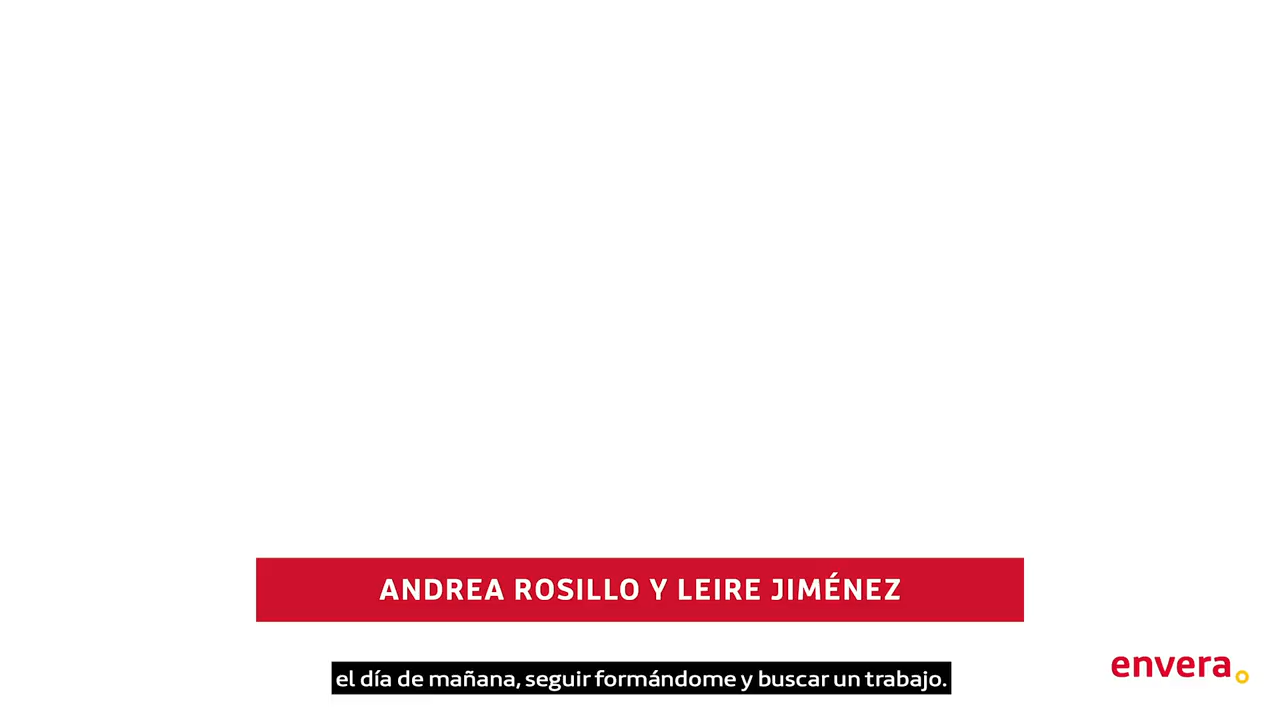 ANDREA ROSILLO Y LEIRE JIMÉNEZ
envera
el día de mañana, seguir formándome y buscar un trabajo.